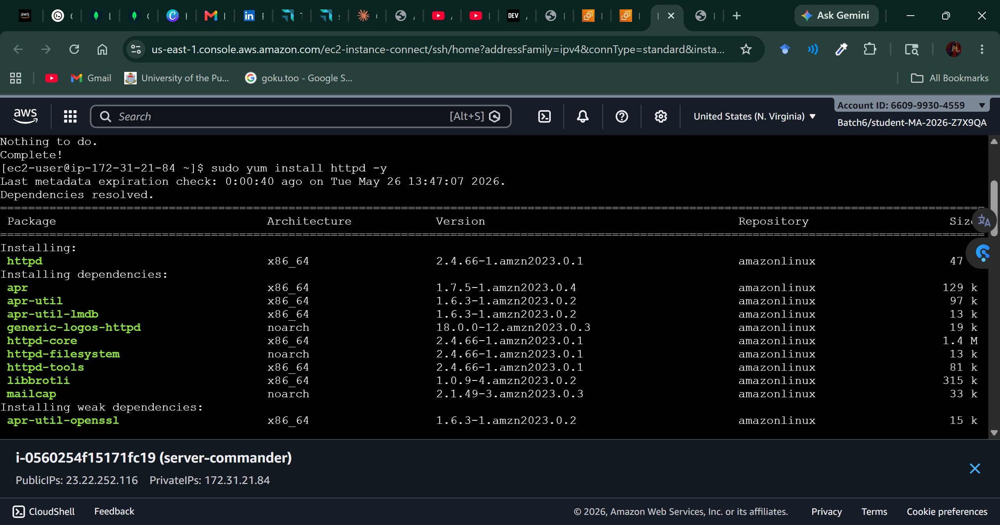 aws
DEV
Ask Gemini
us-east-1.console.aws.amazon.com/ec2-instance-connect/ssh/home?addressFamily=ipv4&connType=standard&insta...
Gmail
University of the Pu...
goku.too - Google S...
All Bookmarks
aws
Search
[Alt+S]
United States (N. Virginia)
Account ID: 6609-9930-4559
Batch6/student-MA-2026-Z7X9QA
Nothing to do.
Complete!
[ec2-user@ip-172-31-21-84 ~]$ sudo yum install httpd -y
Last metadata expiration check: 0:00:40 ago on Tue May 26 13:47:07 2026.
Dependencies resolved.
Package Architecture Version Repository Size
Installing:
httpd x86_64 2.4.66-1.amzn2023.0.1 amazonlinux 47
Installing dependencies:
apr x86_64 1.7.5-1.amzn2023.0.4 amazonlinux 129 k
apr-util x86_64 1.6.3-1.amzn2023.0.2 amazonlinux 97 k
apr-util-lmdb x86_64 1.6.3-1.amzn2023.0.2 amazonlinux 13 k
generic-logos-httpd noarch 18.0.0-12.amzn2023.0.3 amazonlinux 19 k
httpd-core x86_64 2.4.66-1.amzn2023.0.1 amazonlinux 1.4 M
httpd-filesystem noarch 2.4.66-1.amzn2023.0.1 amazonlinux 13 k
httpd-tools x86_64 2.4.66-1.amzn2023.0.1 amazonlinux 81 k
libbrotli x86_64 1.0.9-4.amzn2023.0.2 amazonlinux 315 k
mailcap noarch 2.1.49-3.amzn2023.0.3 amazonlinux 33 k
Installing weak dependencies:
apr-util-openssl x86_64 1.6.3-1.amzn2023.0.2 amazonlinux 15 k
i-0560254f15171fc19 (server-commander)
PublicIPs: 23.22.252.116 PrivateIPs: 172.31.21.84
CloudShell
Feedback
© 2026, Amazon Web Services, Inc. or its affiliates.
Privacy
Terms
Cookie preferences